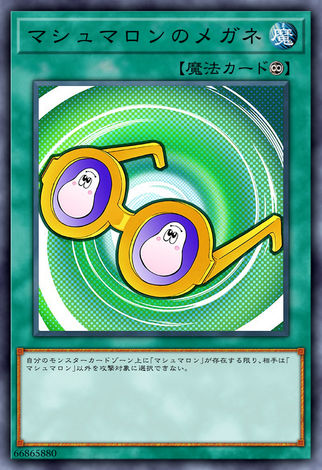 マシュマロンのメガネ 魔
【魔法カード】
自分のモンスターカードゾーン上に「マシュマロン」が存在する限り、相手は「
マシュマロン」以外を攻撃対象に選択できない。
66865880